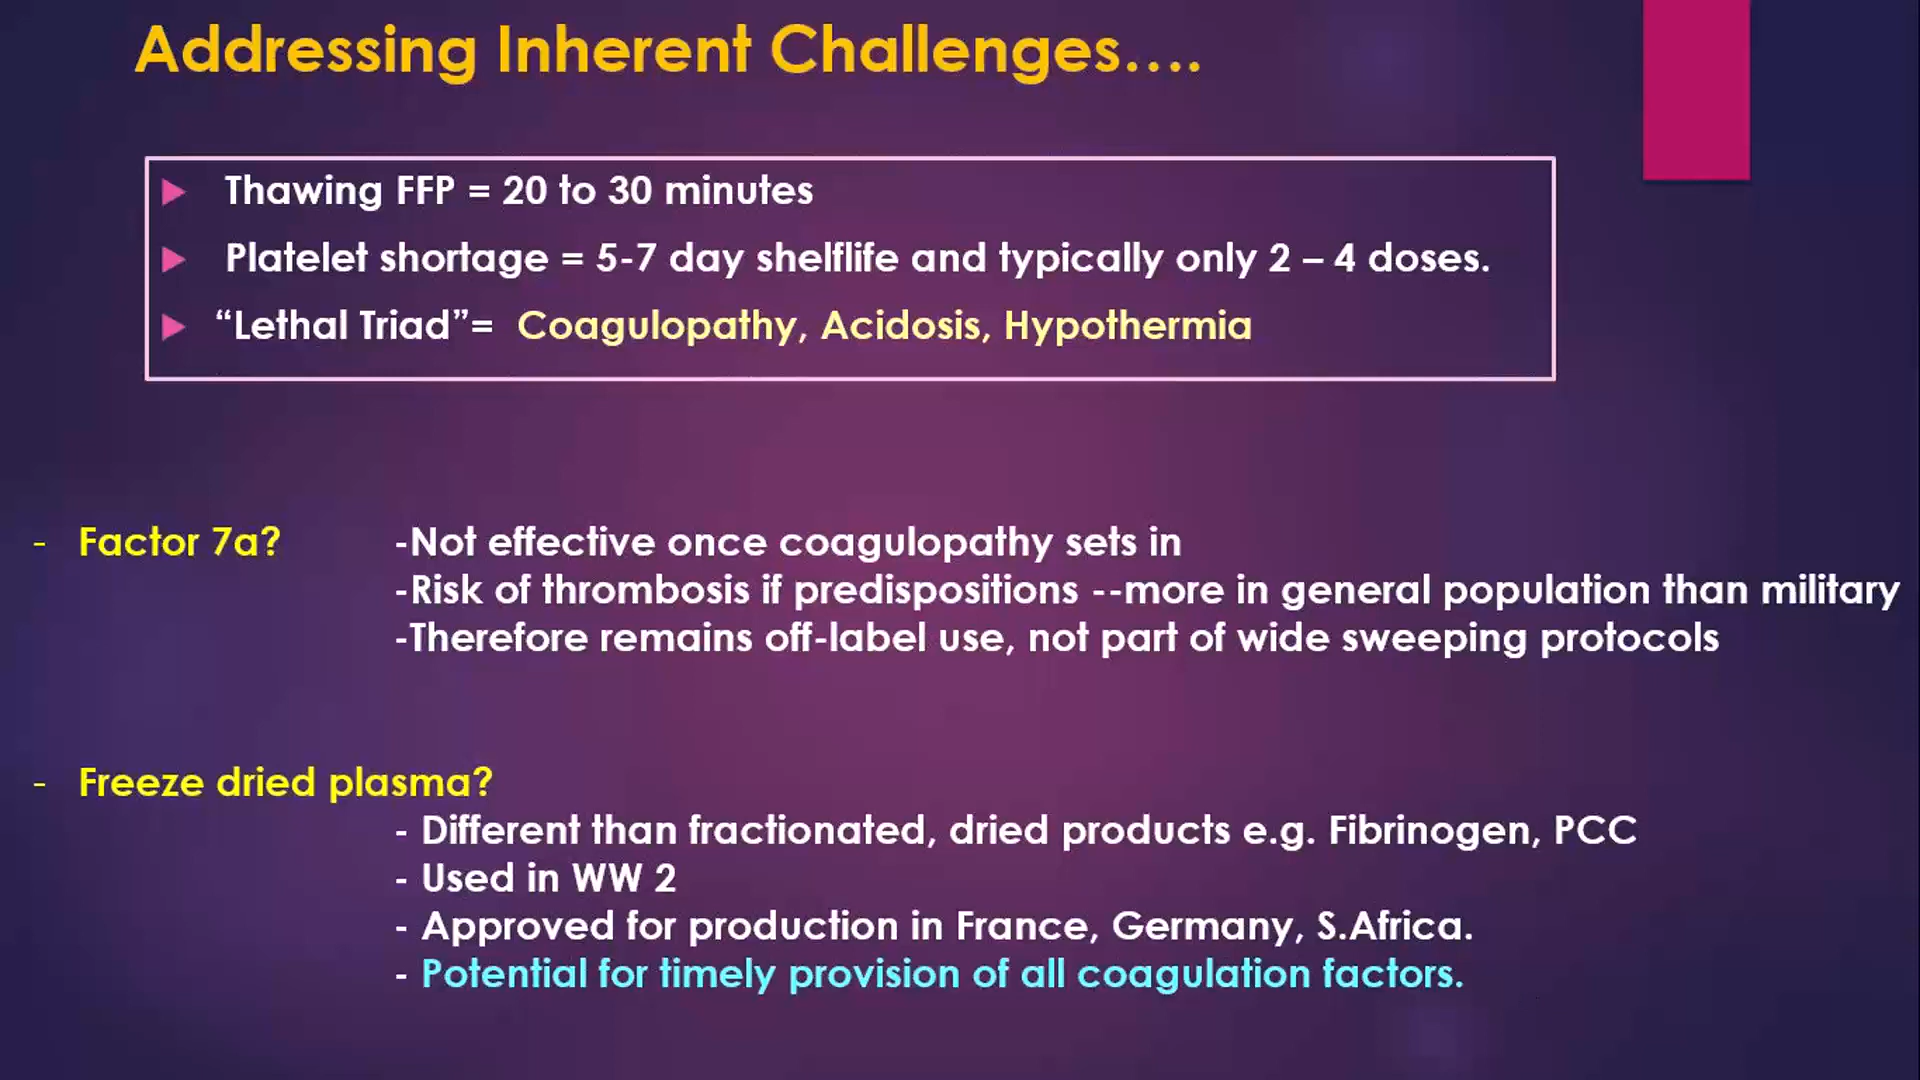 Addressing Inherent Challenges….
Thawing FFP = 20 to 30 minutes
Platelet shortage = 5-7 day shelflife and typically only 2 – 4 doses.
“Lethal Triad”= Coagulopathy, Acidosis, Hypothermia
- Factor 7a? -Not effective once coagulopathy sets in
-Risk of thrombosis if predispositions --more in general population than military
-Therefore remains off-label use, not part of wide sweeping protocols
- Freeze dried plasma?
- Different than fractionated, dried products e.g. Fibrinogen, PCC
- Used in WW 2
- Approved for production in France, Germany, S.Africa.
- Potential for timely provision of all coagulation factors.